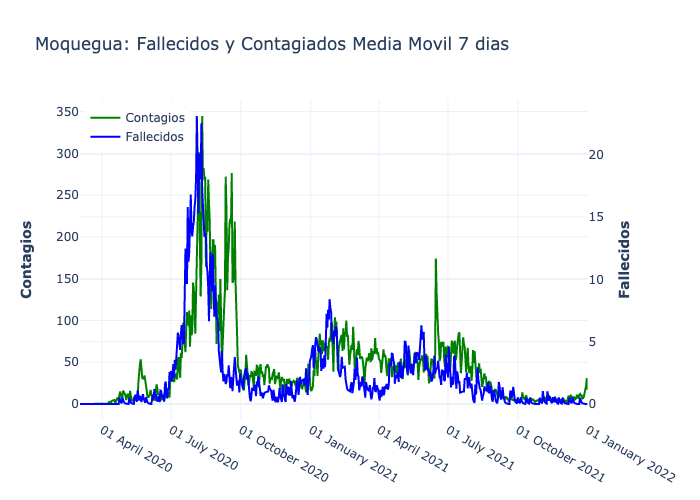 Moquegua: Fallecidos y Contagiados Media Movil 7 dias
Contagios
Fallecidos
350
300
250
200
150
100
50
0
Contagios
20
15
10
5
0
Fallecidos
01 April 2020
01 July 2020
01 October 2020
01 January 2021
01 April 2021
01 July 2021
01 October 2021
01 January 2022